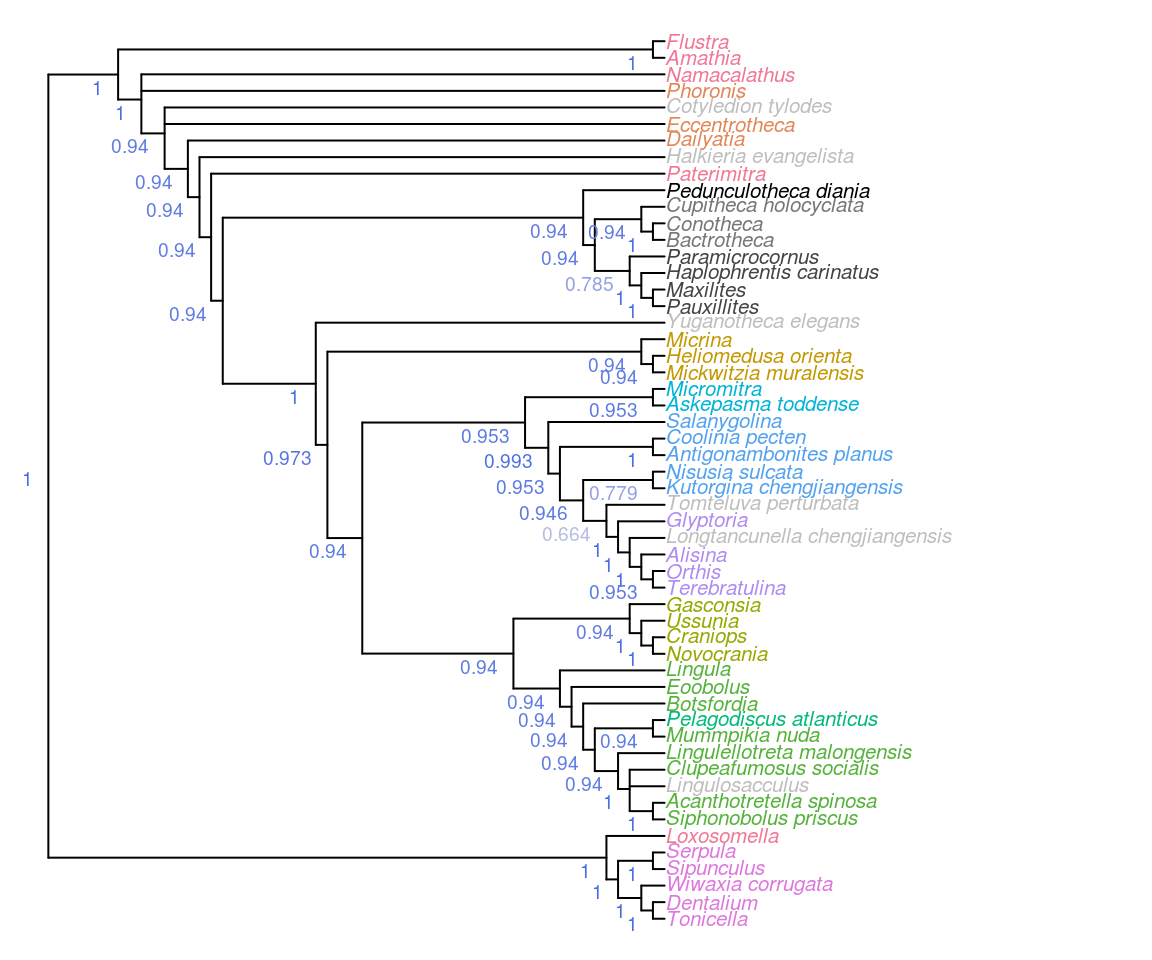 Flustra
Amathia
1
Namacalathus
1
Phoronis
1
Cotyledion tylodes
Eccentrotheca
Dailyatia
0.94
Halkieria evangelista
Paterimitra
0.94
Pedunculotheca diania
Cupitheca holocyclata
0.94
Conotheca
0.94
0.94
Bactrotheca
1
0.94
Paramicrocornus
0.94
Haplophrentis carinatus
0.785
Maxilites
1
Pauxillites
0.94
1
Yuganotheca elegans
Micrina
Heliomedusa orienta
0.94
Mickwitzia muralensis
0.94
Micromitra
1
Askepasma toddense
0.953
Salanygolina
Coolinia pecten
0.953
Antigonambonites planus
0.973
0.993
1
Nisusia sulcata
Kutorgina chengjiangensis
1
0.953
0.779
Tomteluva perturbata
0.946
Glyptoria
0.664
Longtancunella chengjiangensis
0.94
1
Alisina
1
Orthis
1
Terebratulina
0.953
Gasconsia
Ussunia
0.94
Craniops
1
Novocrania
1
0.94
Lingula
Eoobolus
0.94
Botsfordia
0.94
Pelagodiscus atlanticus
0.94
0.94
Mummpikia nuda
Lingulellotreta malongensis
0.94
Clupeafumosus socialis
0.94
Lingulosacculus
1
Acanthotretella spinosa
Siphonobolus priscus
1
Loxosomella
Serpula
1
Sipunculus
1
Wiwaxia corrugata
1
Dentalium
1
Tonicella
1